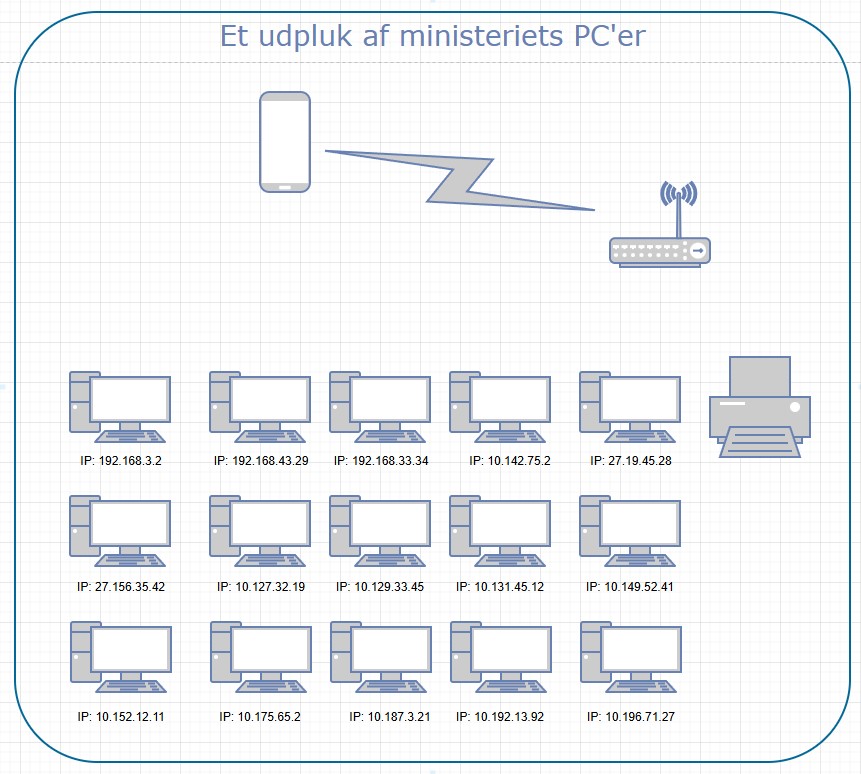 Et udpluk af ministeriets PC'er
IP: 192.168.3.2
IP: 192.168.43.29
IP: 192.168.33.34
IP: 10.142.75.2
IP: 27.19.45.28
IP: 27.156.35.42
IP: 10.127.32.19
IP: 10.129.33.45
IP: 10.131.45.12
IP: 10.149.52.41
IP: 10.152.12.11
IP: 10.175.65.2
IP: 10.187.3.21
IP: 10.192.13.92
IP: 10.196.71.27